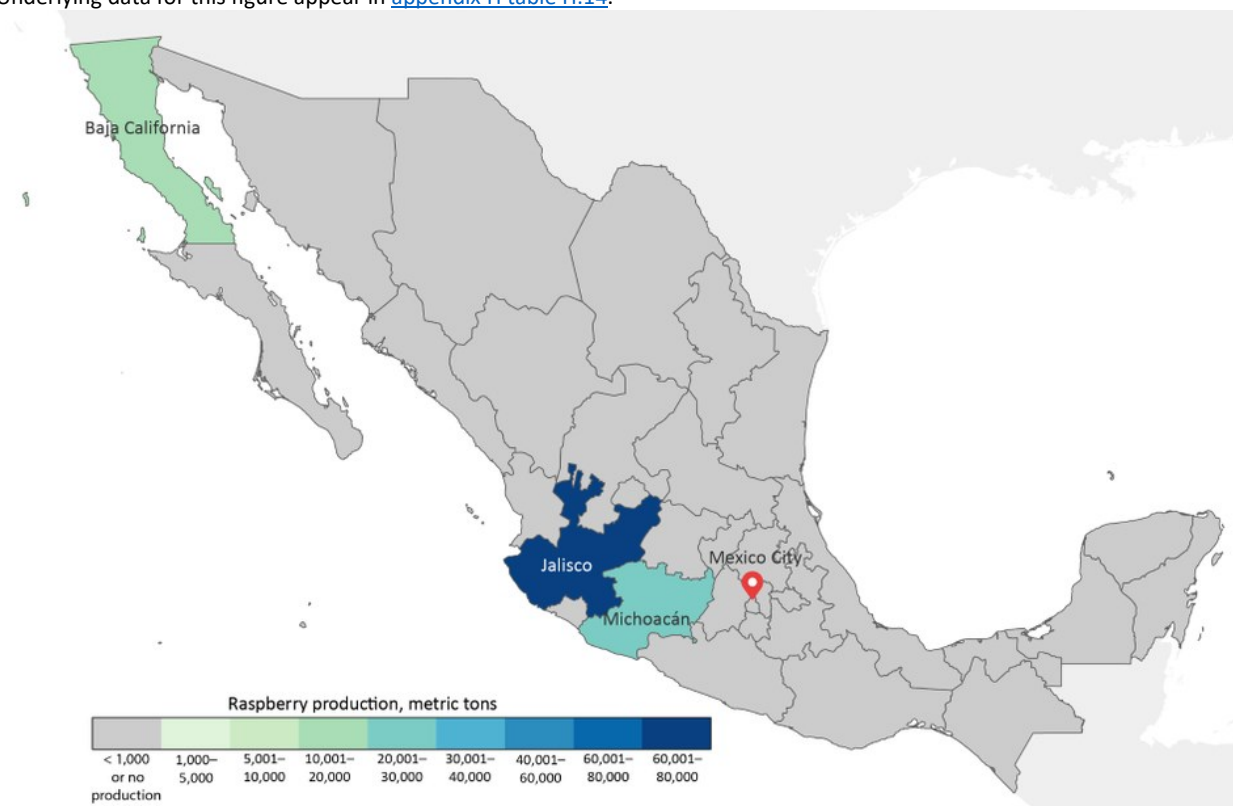 Underlying data for this figure appear in appendix H table H.14.
Baja California
Jalisco
Mexico City
Michoacán
Raspberry production, metric tons
< 1,000 or no production
1,000–5,000
5,001–10,000
10,001–20,000
20,001–30,000
30,001–40,000
40,001–60,000
60,001–80,000
60,001–80,000